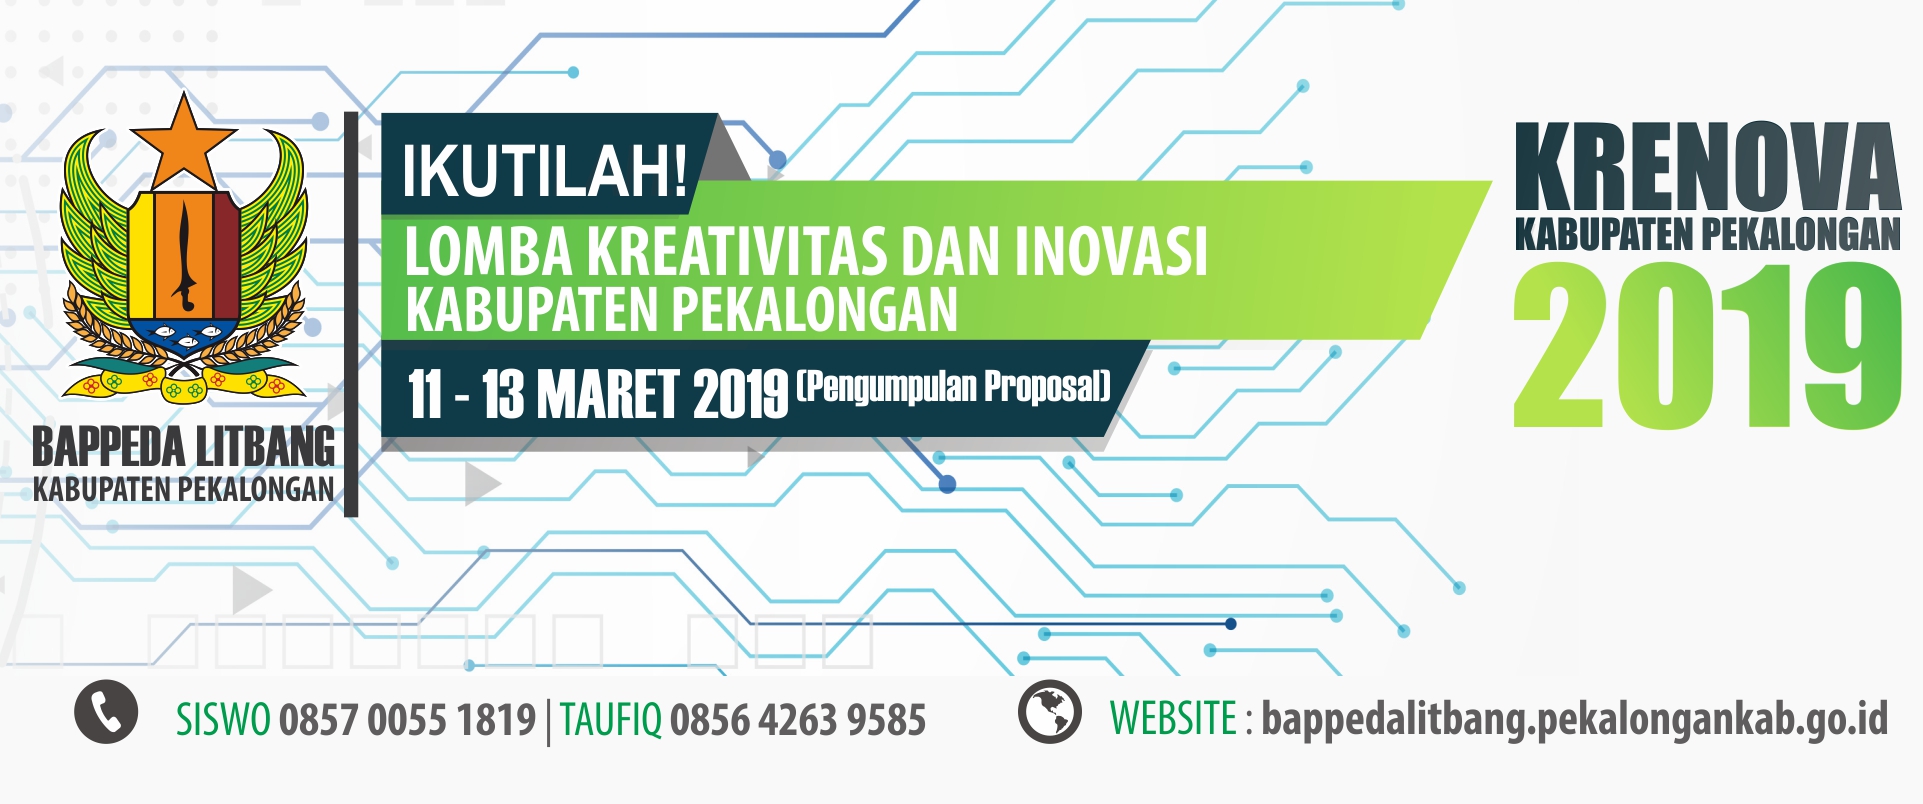 BAPPEDA LITBANG
KABUPATEN PEKALONGAN
IKUTILAH!
LOMBA KREATIVITAS DAN INOVASI
KABUPATEN PEKALONGAN
11 - 13 MARET 2019 (Pengumpulan Proposal)
KRENOVA
KABUPATEN PEKALONGAN
2019
SISWO 0857 0055 1819 | TAUFIQ 0856 4263 9585
WEBSITE : bappedalitbang.pekalongankab.go.id